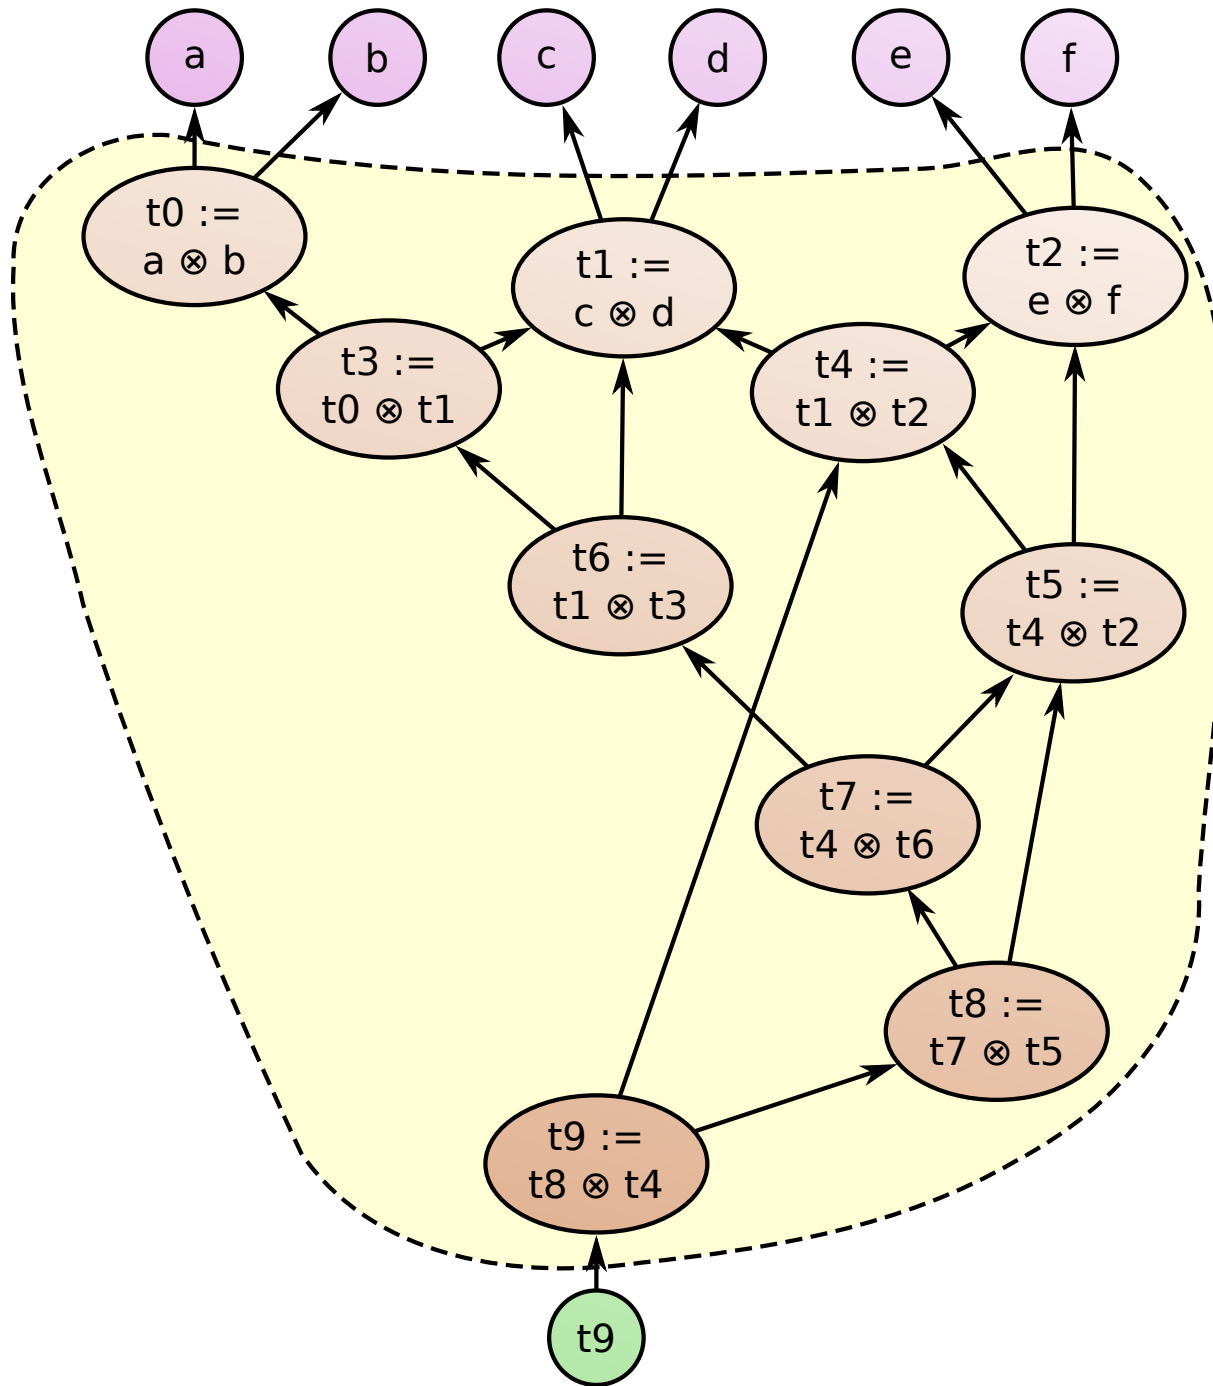 a
b
c
d
e
f
t0 :=
a ⊗ b
t1 :=
c ⊗ d
t2 :=
e ⊗ f
t3 :=
t0 ⊗ t1
t4 :=
t1 ⊗ t2
t6 :=
t1 ⊗ t3
t5 :=
t4 ⊗ t2
t7 :=
t4 ⊗ t6
t8 :=
t7 ⊗ t5
t9 :=
t8 ⊗ t4
t9